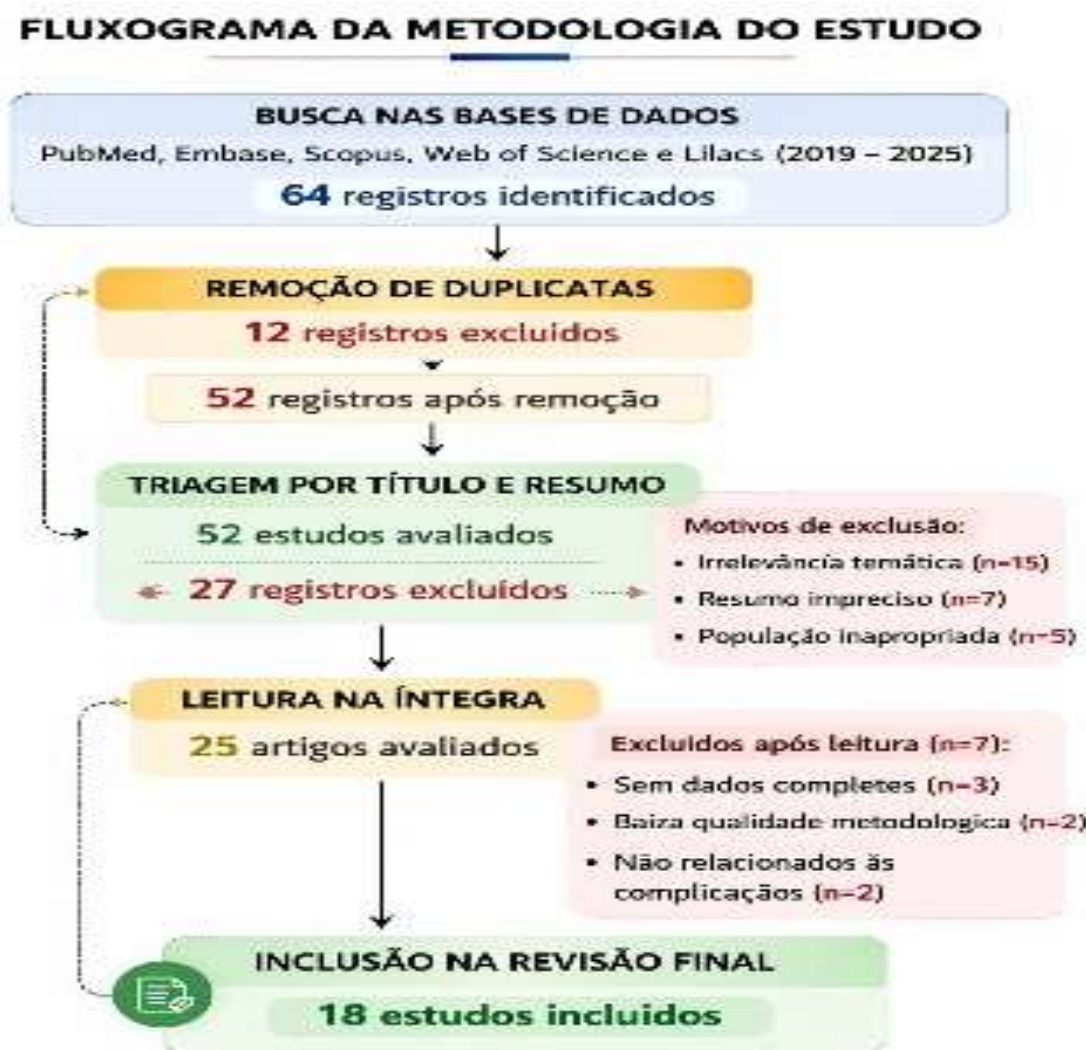 FLUXOGRAMA DA METODOLOGIA DO ESTUDO
BUSCA NAS BASES DE DADOS
PubMed, Embase, Scopus, Web of Science e Lilacs (2019 – 2025)
64 registros identificados
REMOÇÃO DE DUPLICATAS
12 registros excluídos
52 registros após remoção
TRIAGEM POR TÍTULO E RESUMO
52 estudos avaliados
27 registros excluídos
Motivos de exclusão:
• Irrelevância temática (n=15)
• Resumo impreciso (n=7)
• População inapropriada (n=5)
LEITURA NA ÍNTEGRA
25 artigos avaliados
Excluídos após leitura (n=7):
• Sem dados completes (n=3)
• Baiza qualidade metodologica (n=2)
• Não relacionados às
complicaçãos (n=2)
INCLUSÃO NA REVISÃO FINAL
18 estudos incluidos